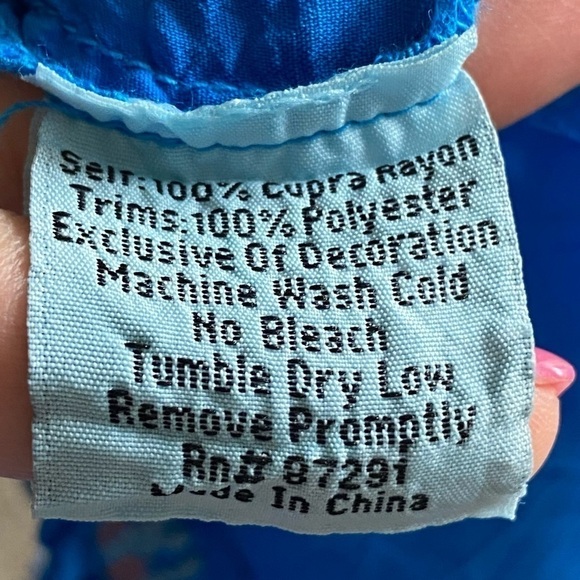 Self:100% Cupra Rayon
Trims:100% Polyester
Exclusive Of Decoration
Machine Wash Cold
No Bleach
Tumble Dry Low
Remove Promptly
Rn# 87291
Made In China